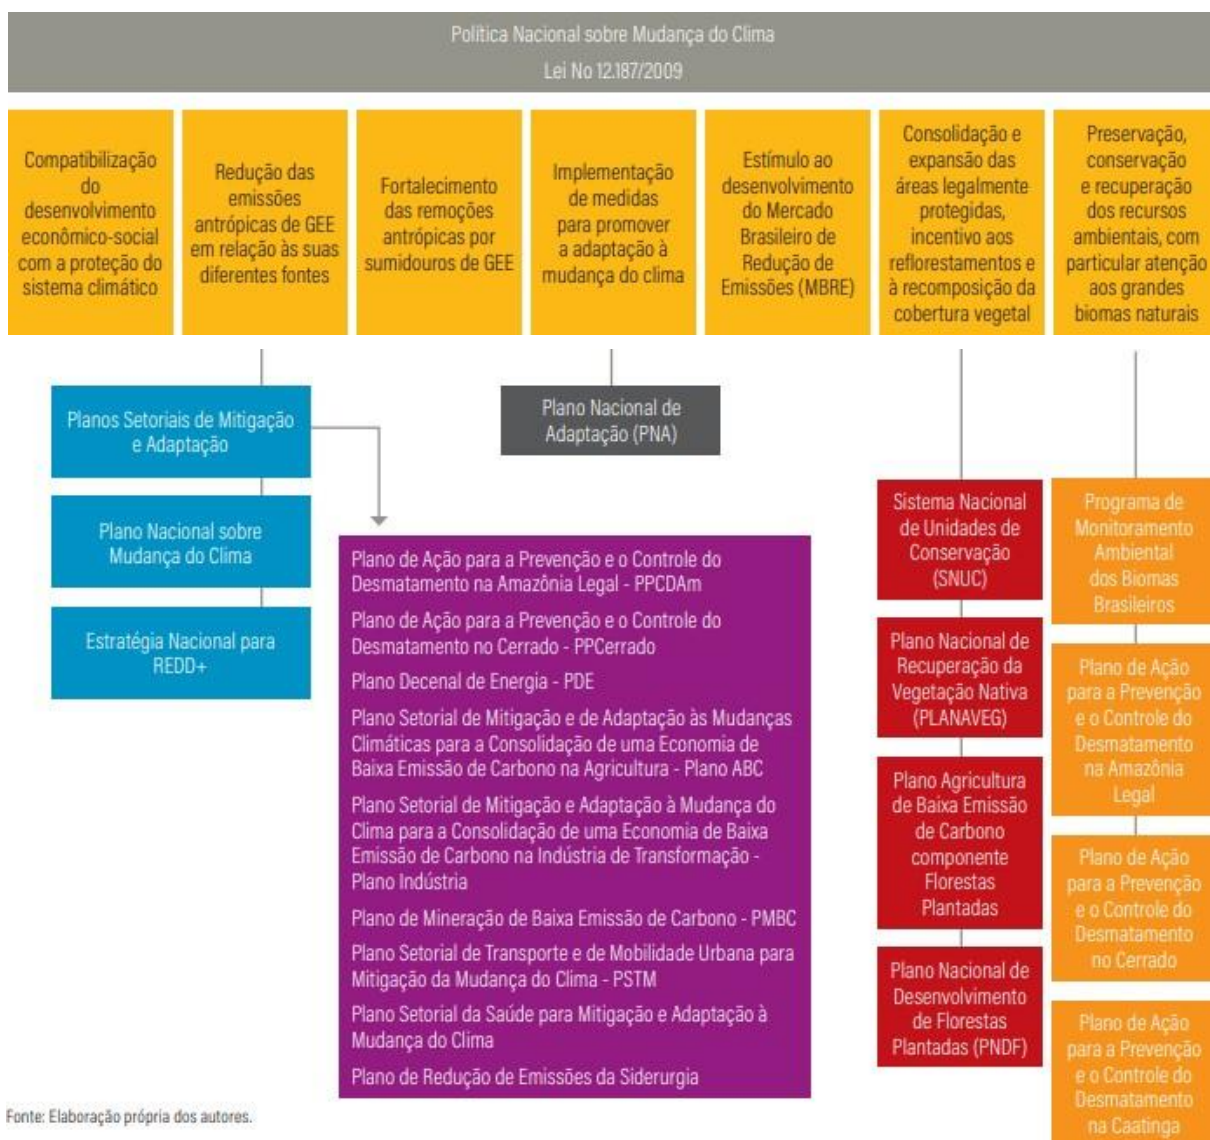 Política Nacional sobre Mudança do Clima
Lei No 12.187/2009
Compatibilização
do
desenvolvimento
econômico-social
com a proteção do
sistema climático
Redução das
emissões
antrópicas de GEE
em relação às suas
diferentes fontes
Fortalecimento
das remoções
antrópicas por
sumidouros de GEE
Implementação
de medidas
para promover
a adaptação à
mudança do clima
Estímulo ao
desenvolvimento
do Mercado
Brasileiro de
Redução de
Emissões (MBRE)
Consolidação e
expansão das
áreas legalmente
protegidas,
incentivo aos
reflorestamentos e
à recomposição da
cobertura vegetal
Preservação,
conservação
e recuperação
dos recursos
ambientais, com
particular atenção
aos grandes
biomas naturais
Planos Setoriais de Mitigação
e Adaptação
Plano Nacional sobre
Mudança do Clima
Estratégia Nacional para
REDD+
Plano de Ação para a Prevenção e o Controle do
Desmatamento na Amazônia Legal - PPCDAm
Plano de Ação para a Prevenção e o Controle do
Desmatamento no Cerrado - PPCerrado
Plano Decenal de Energia - PDE
Plano Setorial de Mitigação e de Adaptação às Mudanças
Climáticas para a Consolidação de uma Economia de
Baixa Emissão de Carbono na Agricultura - Plano ABC
Plano Setorial de Mitigação e Adaptação à Mudança do
Clima para a Consolidação de uma Economia de Baixa
Emissão de Carbono na Indústria de Transformação -
Plano Indústria
Plano de Mineração de Baixa Emissão de Carbono - PMBC
Plano Setorial de Transporte e de Mobilidade Urbana para
Mitigação da Mudança do Clima - PSTM
Plano Setorial da Saúde para Mitigação e Adaptação à
Mudança do Clima
Plano de Redução de Emissões da Siderurgia
Plano Nacional de
Adaptação (PNA)
Sistema Nacional
de Unidades de
Conservação
(SNUC)
Plano Nacional de
Recuperação da
Vegetação Nativa
(PLANAVEG)
Plano Agricultura
de Baixa Emissão
de Carbono
componente
Florestas
Plantadas
Plano Nacional de
Desenvolvimento
de Florestas
Plantadas (PNDF)
Programa de
Monitoramento
Ambiental
dos Biomas
Brasileiros
Plano de Ação
para a Prevenção
e o Controle do
Desmatamento
na Amazônia
Legal
Plano de Ação
para a Prevenção
e o Controle do
Desmatamento
no Cerrado
Plano de Ação
para a Prevenção
e o Controle do
Desmatamento
na Caatinga
Fonte: Elaboração própria dos autores.